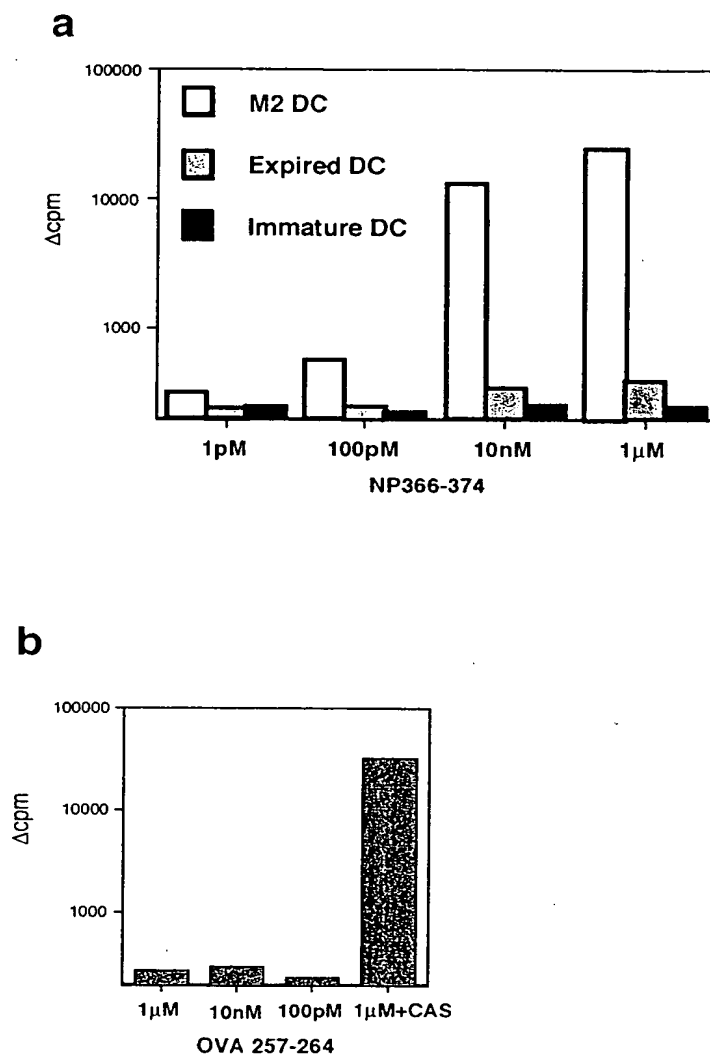 a
100000
10000
1000
Δcpm
M2 DC
Expired DC
Immature DC
1pM 100pM 10nM 1μM
NP366-374
b
100000
10000
1000
Δcpm
1μM 10nM 100pM 1μM+CAS
OVA 257-264